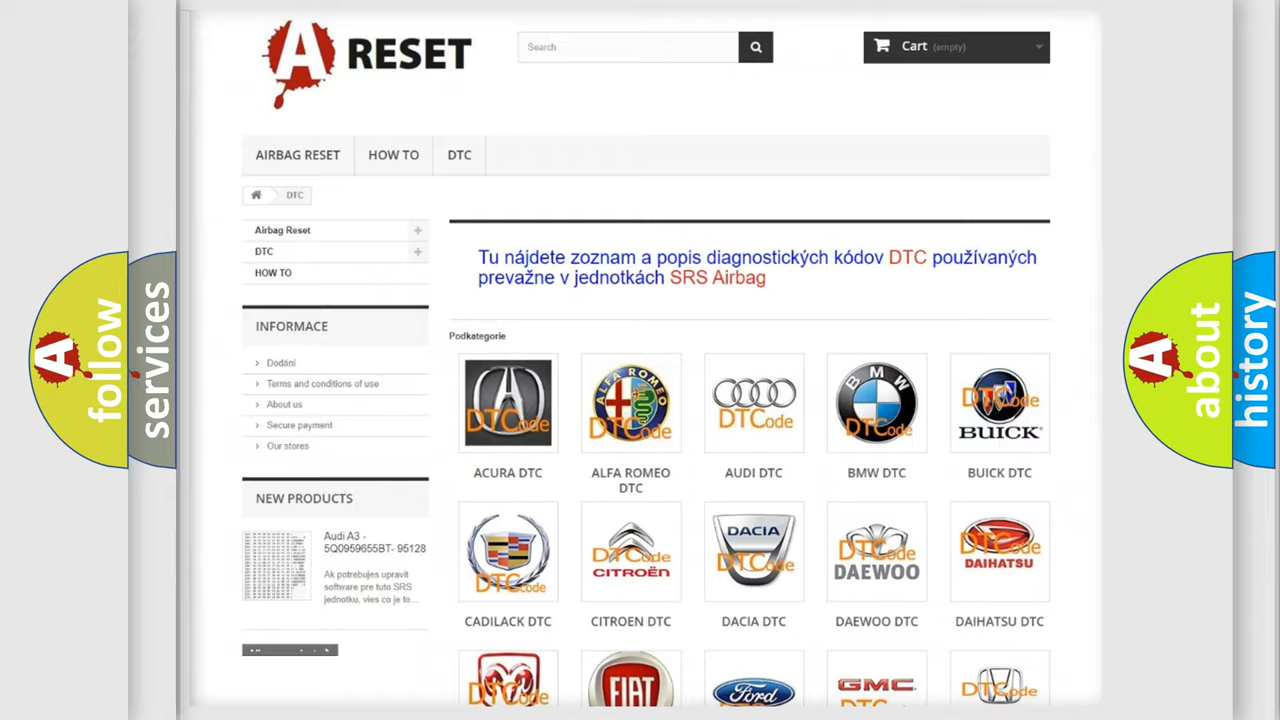 A RESET
Search
Cart (empty)
AIRBAG RESET
HOW TO
DTC
DTC
Airbag Reset
DTC
HOW TO
INFORMACE
Dodání
Terms and conditions of use
About us
Secure payment
Our stores
NEW PRODUCTS
Audi A3 -
5Q0959655BT- 95128
Ak potrebujes upravit
software pre tuto SRS
jednotku, vies co je to...
Tu nájdete zoznam a popis diagnostických kódov DTC používaných
prevažne v jednotkách SRS Airbag
Podkategorie
DTCode
ALFA ROMEO
DTCode
DTCode
BMW
DTCode
DTCode
BUICK
ACURA DTC
ALFA ROMEO
DTC
AUDI DTC
BMW DTC
BUICK DTC
DTCode
DTCode
CITROËN
DACIA
DTCode
DTCode
DAEWOO
DTCode
DAIHATSU
CADILACK DTC
CITROEN DTC
DACIA DTC
DAEWOO DTC
DAIHATSU DTC
DTCode
FIAT
Ford
GMC
DTCode
A follow
services
A about
history